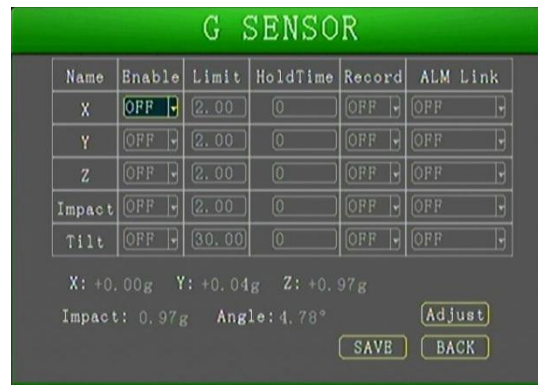 G SENSOR
Name Enable Limit HoldTime Record ALM Link
X OFF 2.00 0 OFF OFF
Y OFF 2.00 0 OFF OFF
Z OFF 2.00 0 OFF OFF
Impact OFF 2.00 0 OFF OFF
Tilt OFF 30.00 0 OFF OFF
X: +0.00g Y: +0.04g Z: +0.97g
Impact: 0.97g Angle: 4.78° Adjust
SAVE BACK